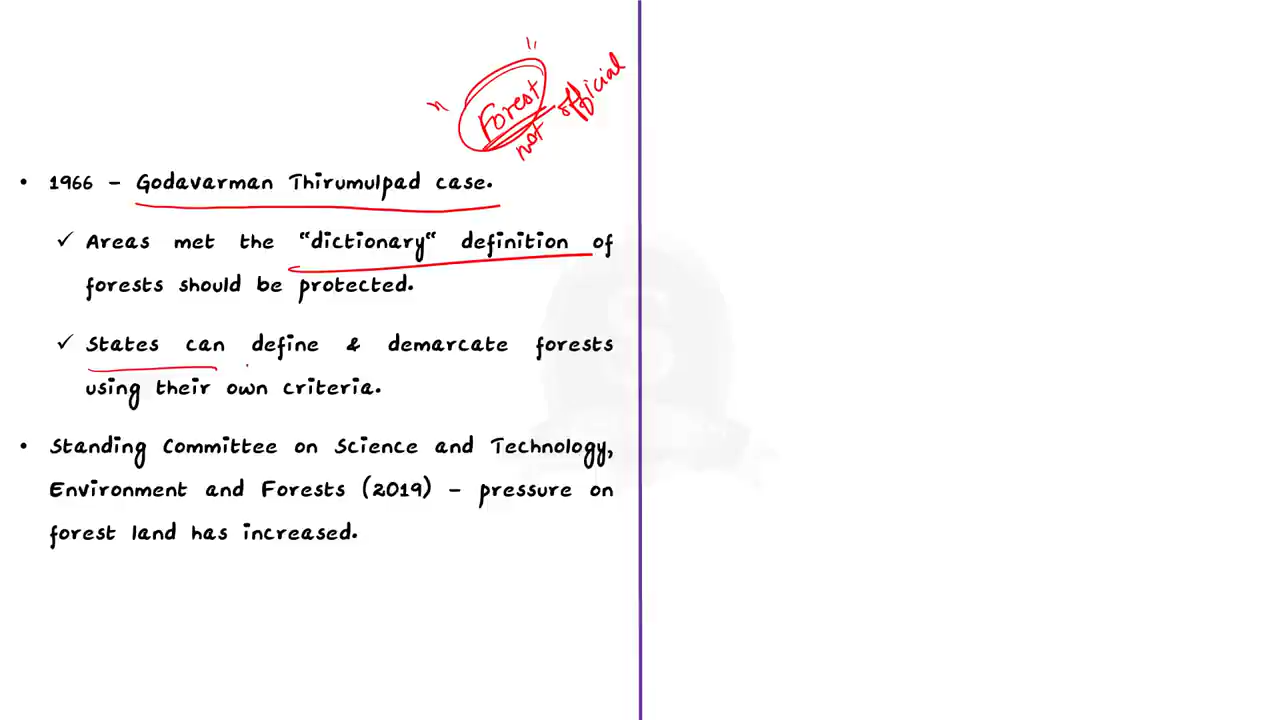 "Forest"
not official
• 1966 – Godavarman Thirumulpad case.
✓ Areas met the “dictionary“ definition of
forests should be protected.
✓ States can define & demarcate forests
using their own criteria.
• Standing Committee on Science and Technology,
Environment and Forests (2019) – pressure on
forest land has increased.